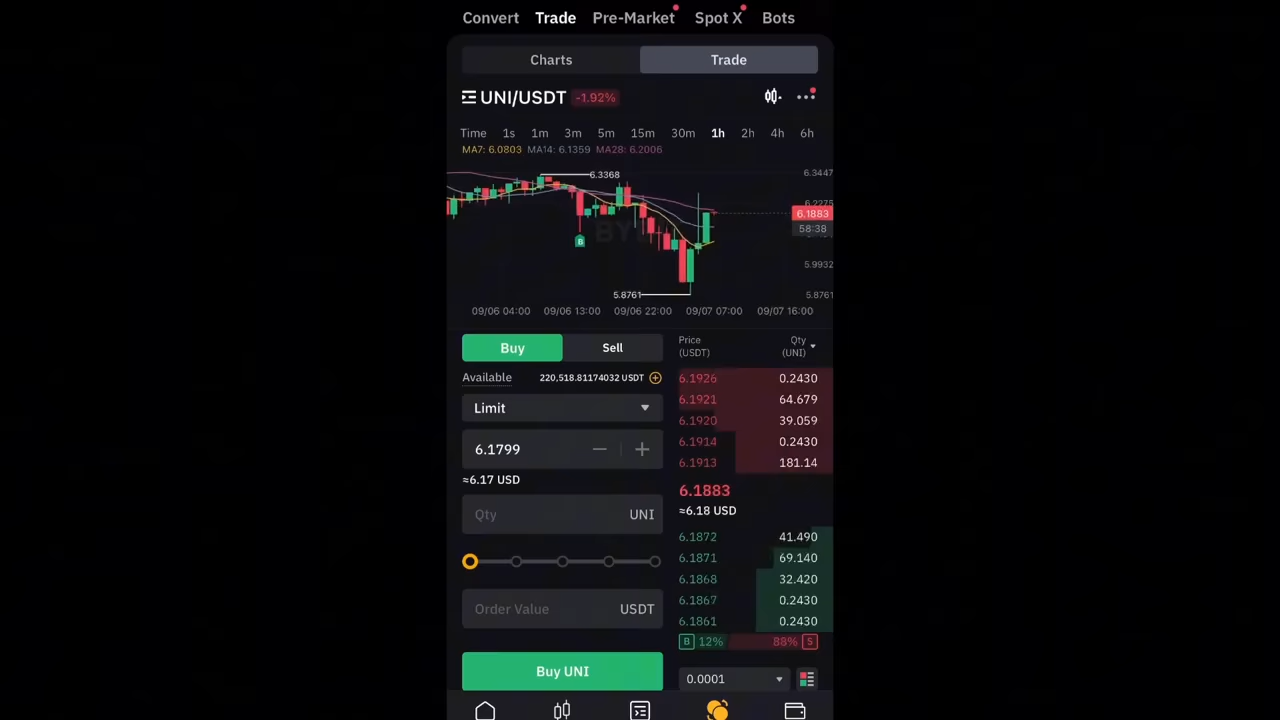 Convert Trade Pre-Market Spot X Bots
Charts Trade
UNI/USDT -1.92%
Time 1s 1m 3m 5m 15m 30m 1h 2h 4h 6h
MA7: 6.0803 MA14: 6.1359 MA28: 6.2006
6.3368
6.3447
6.2275
6.1883
58:38
B
5.9932
5.8761
5.8761
09/06 04:00 09/06 13:00 09/06 22:00 09/07 07:00 09/07 16:00
Buy Sell
Available 220,518.81174032 USDT
Limit
6.1799
≈6.17 USD
Qty UNI
Order Value USDT
Buy UNI
Price (USDT) Qty (UNI)
6.1926 0.2430
6.1921 64.679
6.1920 39.059
6.1914 0.2430
6.1913 181.14
6.1883
≈6.18 USD
6.1872 41.490
6.1871 69.140
6.1868 32.420
6.1867 0.2430
6.1861 0.2430
B 12% 88% S
0.0001